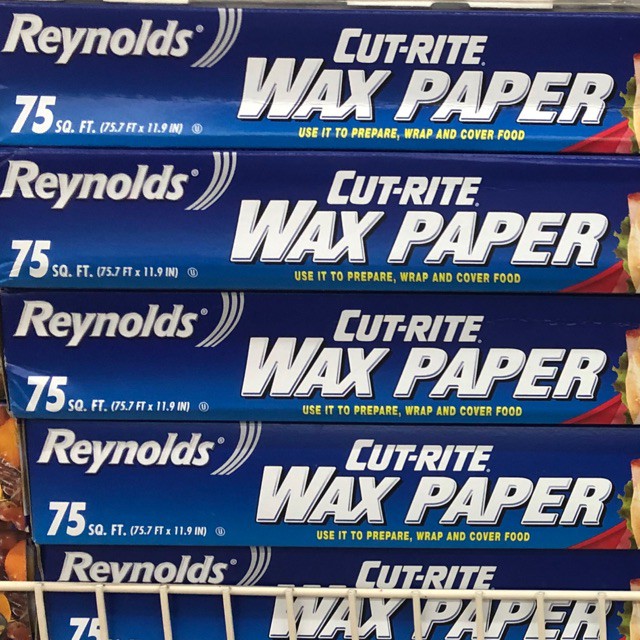 Reynolds®
CUT-RITE®
WAX PAPER
75 SQ. FT. (75.7 FT x 11.9 IN) Ⓤ
USE IT TO PREPARE, WRAP AND COVER FOOD
Reynolds®
CUT-RITE®
WAX PAPER
75 SQ. FT. (75.7 FT x 11.9 IN) Ⓤ
USE IT TO PREPARE, WRAP AND COVER FOOD
Reynolds®
CUT-RITE®
WAX PAPER
75 SQ. FT. (75.7 FT x 11.9 IN) Ⓤ
USE IT TO PREPARE, WRAP AND COVER FOOD
Reynolds®
CUT-RITE®
WAX PAPER
75 SQ. FT. (75.7 FT x 11.9 IN) Ⓤ
USE IT TO PREPARE, WRAP AND COVER FOOD
Reynolds®
CUT-RITE®
WAX PAPER
75